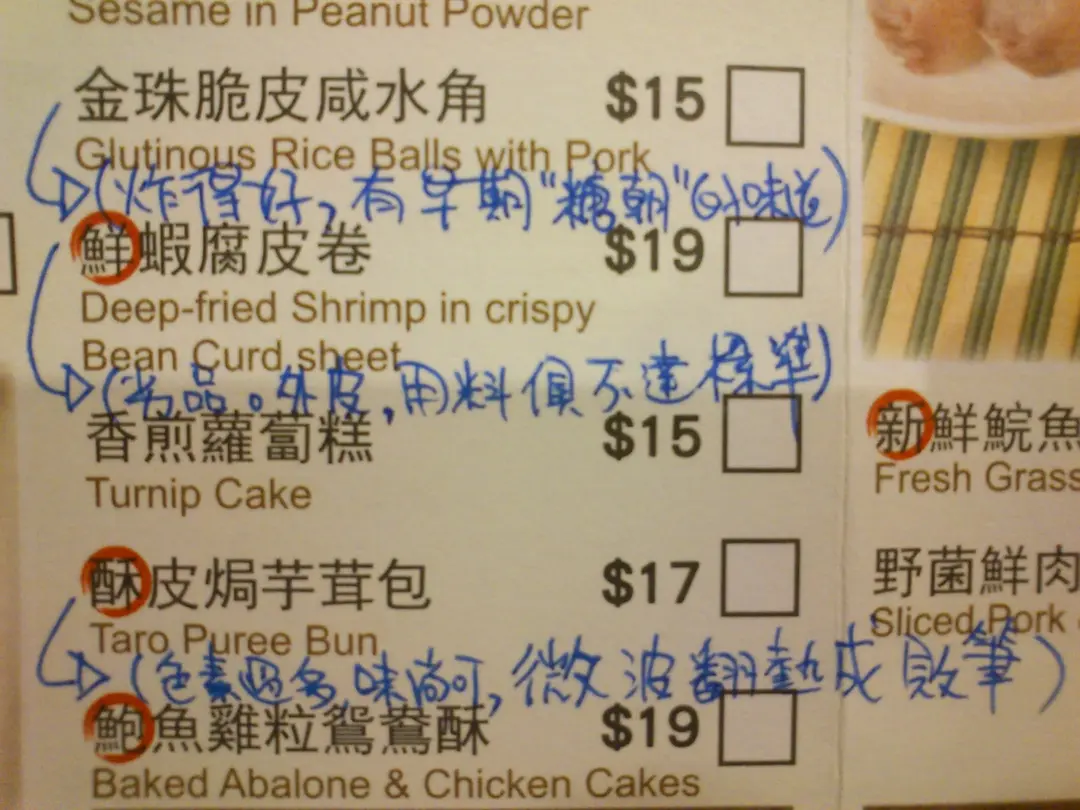 Sesame in Peanut Powder
金珠脆皮咸水角 $15
Glutinous Rice Balls with Pork
(炸得好,有早期"糖朝"的味道)
鮮蝦腐皮卷 $19
Deep-fried Shrimp in crispy
Bean Curd sheet
(劣品。外皮,用料俱不達標準)
香煎蘿蔔糕 $15
Turnip Cake
酥皮焗芋茸包 $17
Taro Puree Bun
(色素過多,味尚可,微波翻熱成敗筆)
鮑魚雞粒鴛鴦酥 $19
Baked Abalone & Chicken Cakes
新鮮鯇魚
Fresh Grass
野菌鮮肉
Sliced Pork